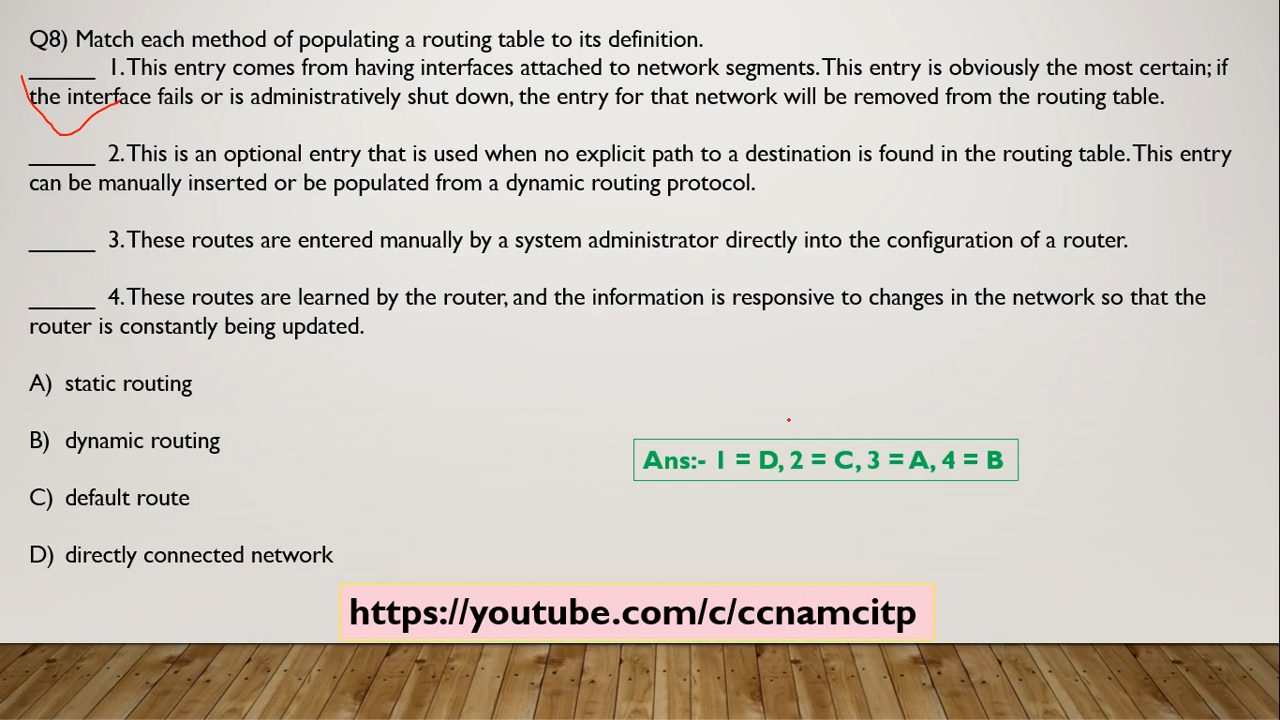 Q8) Match each method of populating a routing table to its definition.
_____ 1. This entry comes from having interfaces attached to network segments. This entry is obviously the most certain; if
the interface fails or is administratively shut down, the entry for that network will be removed from the routing table.
_____ 2. This is an optional entry that is used when no explicit path to a destination is found in the routing table. This entry
can be manually inserted or be populated from a dynamic routing protocol.
_____ 3. These routes are entered manually by a system administrator directly into the configuration of a router.
_____ 4. These routes are learned by the router, and the information is responsive to changes in the network so that the
router is constantly being updated.
A) static routing
B) dynamic routing
Ans:- 1 = D, 2 = C, 3 = A, 4 = B
C) default route
D) directly connected network
https://youtube.com/c/ccnamcitp